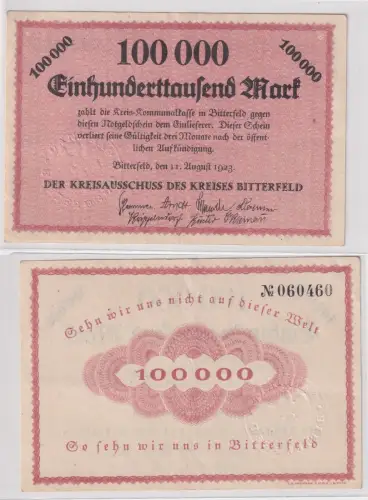 100 000
100 000
100 000
Einhunderttausend Mark
zahlt die Kreis-Kommunalkasse in Bitterfeld gegen
diesen Notgeldschein dem Einlieferer. Dieser Schein
verliert seine Gültigkeit drei Monate nach der öffent-
lichen Aufkündigung.
Bitterfeld, den 11. August 1923.
DER KREISAUSSCHUSS DES KREISES BITTERFELD
№ 060460
Sehn wir uns nicht auf dieser Welt
100000
So sehn wir uns in Bitterfeld